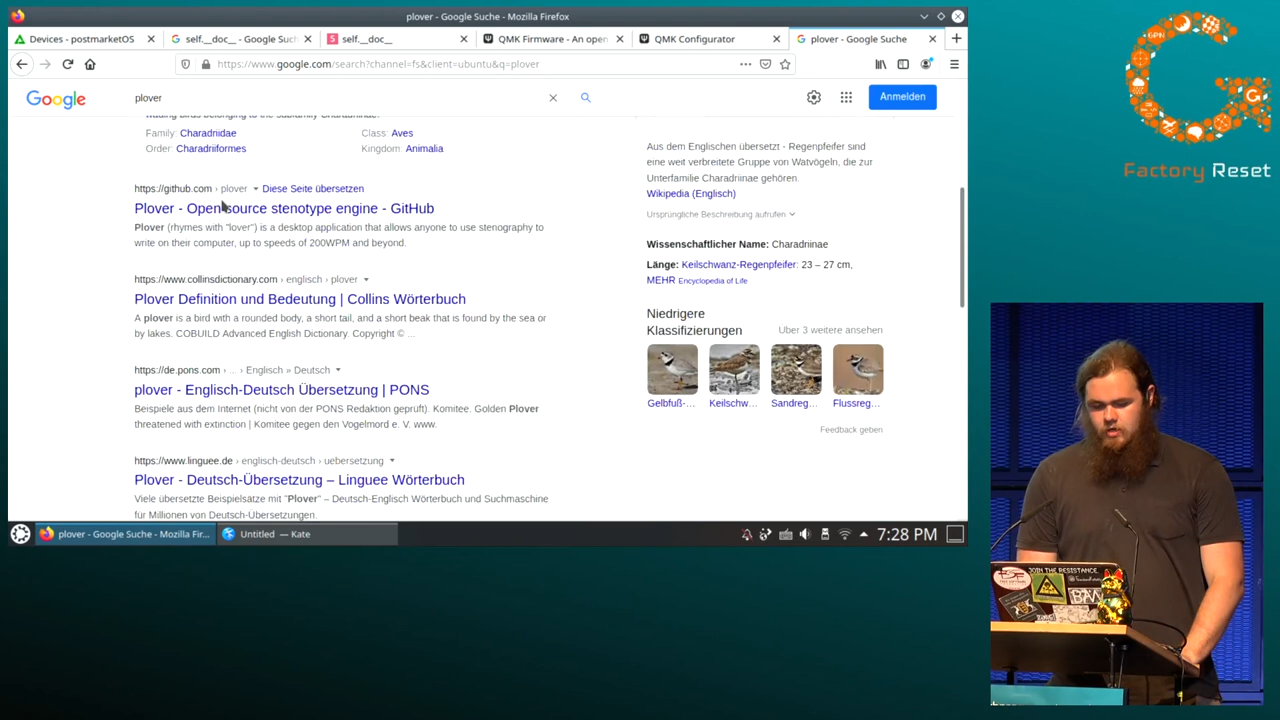 plover - Google Suche - Mozilla Firefox
Devices - postmarketOS
self.__doc__ - Google Such
self.__doc__
QMK Firmware - An open
QMK Configurator
plover - Google Suche
https://www.google.com/search?channel=fs&client=ubuntu&q=plover
Google
plover
Anmelden
wading birds belonging to the subfamily Charadriinae.
Family: Charadriidae
Class: Aves
Order: Charadriiformes
Kingdom: Animalia
https://github.com › plover
Diese Seite übersetzen
Plover - Open source stenotype engine - GitHub
Plover (rhymes with "lover") is a desktop application that allows anyone to use stenography to
write on their computer, up to speeds of 200WPM and beyond.
https://www.collinsdictionary.com › englisch › plover
Plover Definition und Bedeutung | Collins Wörterbuch
A plover is a bird with a rounded body, a short tail, and a short beak that is found by the sea or
by lakes. COBUILD Advanced English Dictionary. Copyright © ...
https://de.pons.com › ... › Englisch » Deutsch
plover - Englisch-Deutsch Übersetzung | PONS
Beispiele aus dem Internet (nicht von der PONS Redaktion geprüft). Komitee. Golden Plover
threatened with extinction | Komitee gegen den Vogelmord e. V. www.
https://www.linguee.de › englisch-deutsch › uebersetzung
Plover - Deutsch-Übersetzung – Linguee Wörterbuch
Viele übersetzte Beispielsätze mit "Plover" – Deutsch-Englisch Wörterbuch und Suchmaschine
für Millionen von Deutsch-Übersetzungen.
Aus dem Englischen übersetzt - Regenpfeifer sind
eine weit verbreitete Gruppe von Watvögeln, die zur
Unterfamilie Charadriinae gehören.
Wikipedia (Englisch)
Ursprüngliche Beschreibung aufrufen
Wissenschaftlicher Name: Charadriinae
Länge: Keilschwanz-Regenpfeifer: 23 – 27 cm,
MEHR Encyclopedia of Life
Niedrigere
Klassifizierungen
Über 3 weitere ansehen
Gelbfuß-...
Keilschw...
Sandreg...
Flussreg...
Feedback geben
plover - Google Suche - Mozilla Fir...
Untitled — Kate
7:28 PM
GPN
Factory Reset
JOIN THE RESISTANCE.